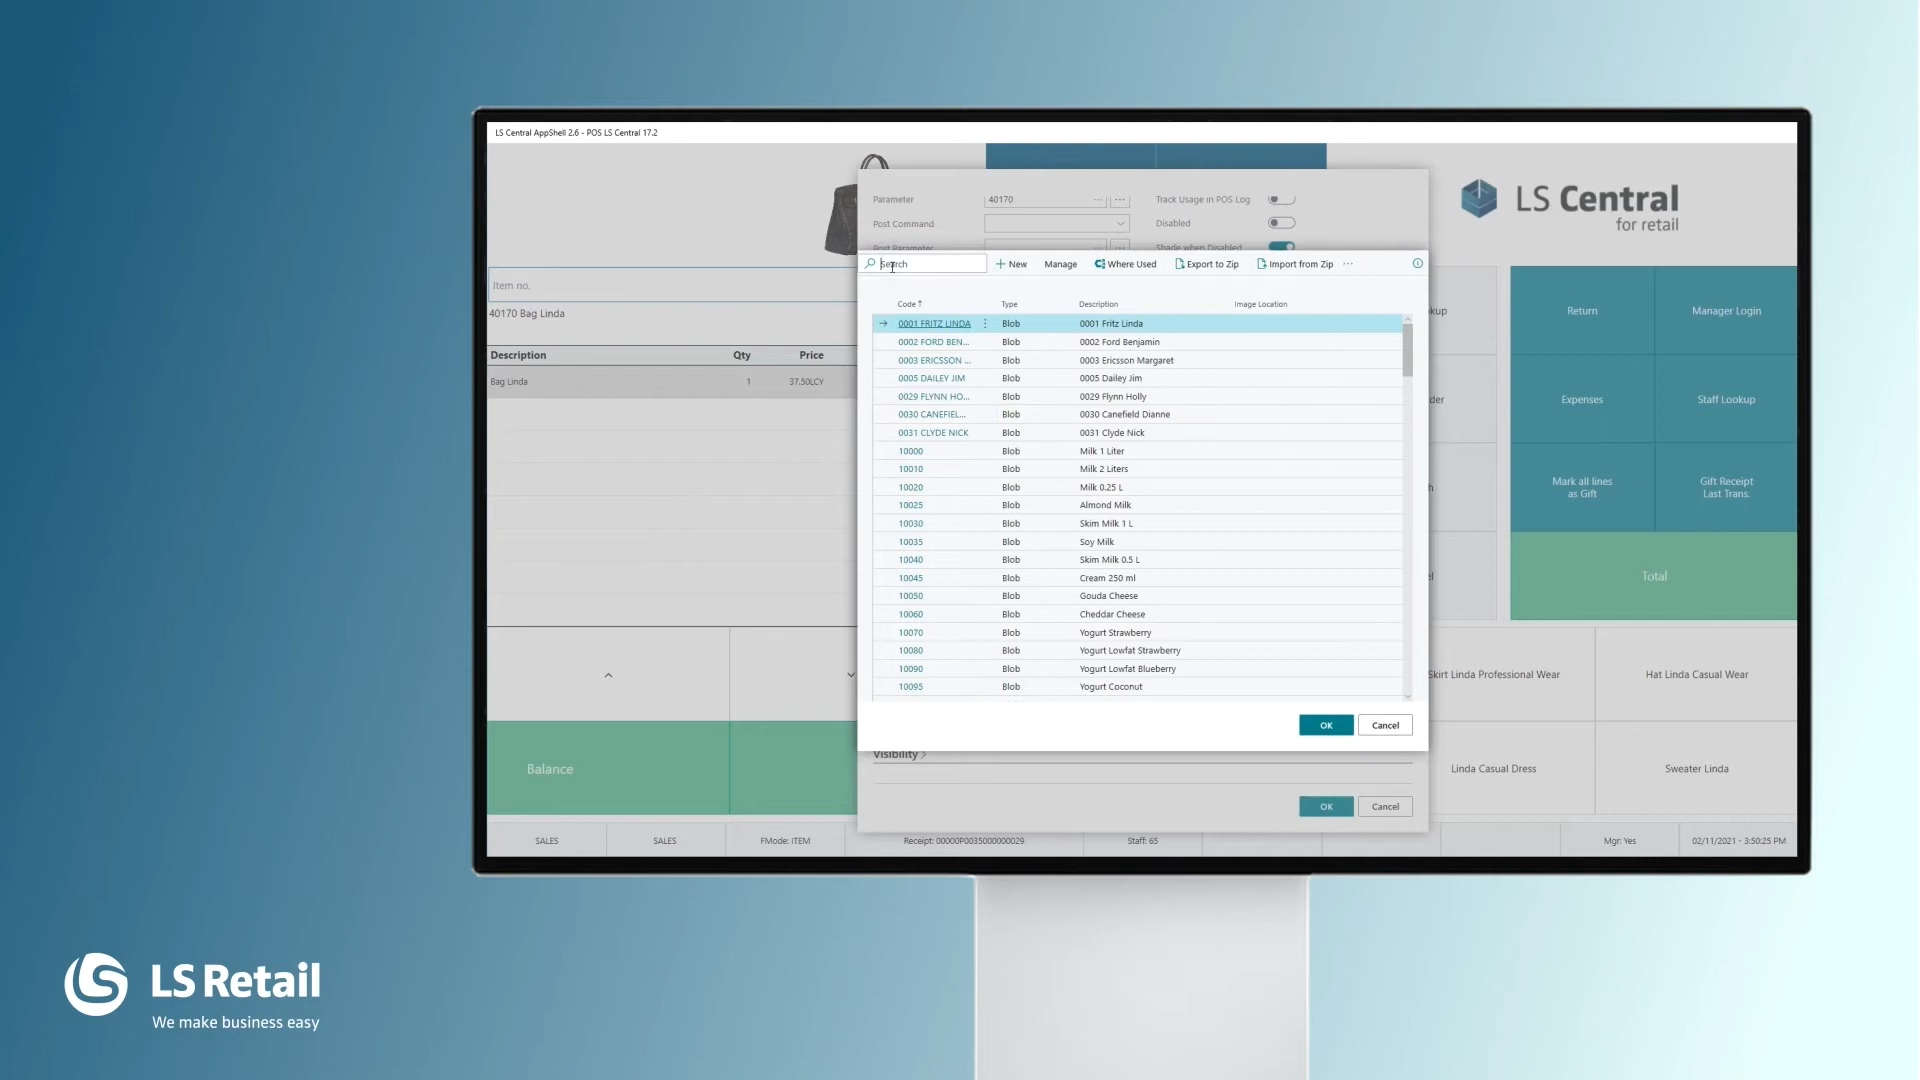 LS Central AppShell 2.6 - POS LS Central 17.2
Parameter
40170
Track Usage in POS Log
Post Command
Disabled
Post Parameter
Shade when Disabled
LS Central
for retail
Item no.
40170 Bag Linda
Description Qty Price
Bag Linda 1 37.50LCY
Search
New
Manage
Where Used
Export to Zip
Import from Zip
Code Type Description Image Location
0001 FRITZ LINDA Blob 0001 Fritz Linda
0002 FORD BEN... Blob 0002 Ford Benjamin
0003 ERICSSON ... Blob 0003 Ericsson Margaret
0005 DAILEY JIM Blob 0005 Dailey Jim
0029 FLYNN HO... Blob 0029 Flynn Holly
0030 CANEFIEL... Blob 0030 Canefield Dianne
0031 CLYDE NICK Blob 0031 Clyde Nick
10000 Blob Milk 1 Liter
10010 Blob Milk 2 Liters
10020 Blob Milk 0.25 L
10025 Blob Almond Milk
10030 Blob Skim Milk 1 L
10035 Blob Soy Milk
10040 Blob Skim Milk 0.5 L
10045 Blob Cream 250 ml
10050 Blob Gouda Cheese
10060 Blob Cheddar Cheese
10070 Blob Yogurt Strawberry
10080 Blob Yogurt Lowfat Strawberry
10090 Blob Yogurt Lowfat Blueberry
10095 Blob Yogurt Coconut
OK
Cancel
Visibility
OK
Cancel
Return
Manager Login
Expenses
Staff Lookup
Mark all lines
as Gift
Gift Receipt
Last Trans.
Total
Skirt Linda Professional Wear
Hat Linda Casual Wear
Linda Casual Dress
Sweater Linda
Balance
SALES
SALES
FMode: ITEM
Receipt: 00000P0035000000029
Staff: 65
Mgr: Yes
02/11/2021 - 3:50:25 PM
LS Retail
We make business easy